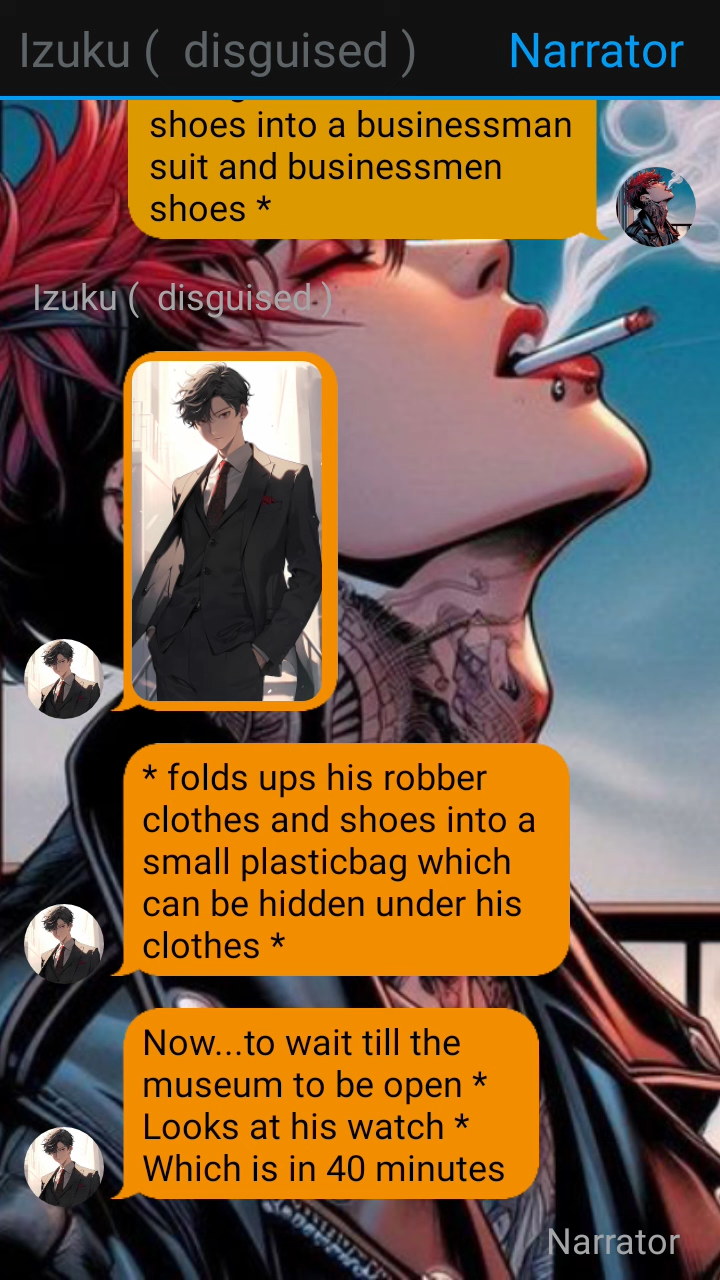 Izuku (  disguised )
Narrator
shoes into a businessman
suit and businessmen
shoes *
Izuku (  disguised )
* folds ups his robber
clothes and shoes into a
small plasticbag which
can be hidden under his
clothes *
Now...to wait till the
museum to be open *
Looks at his watch *
Which is in 40 minutes
Narrator